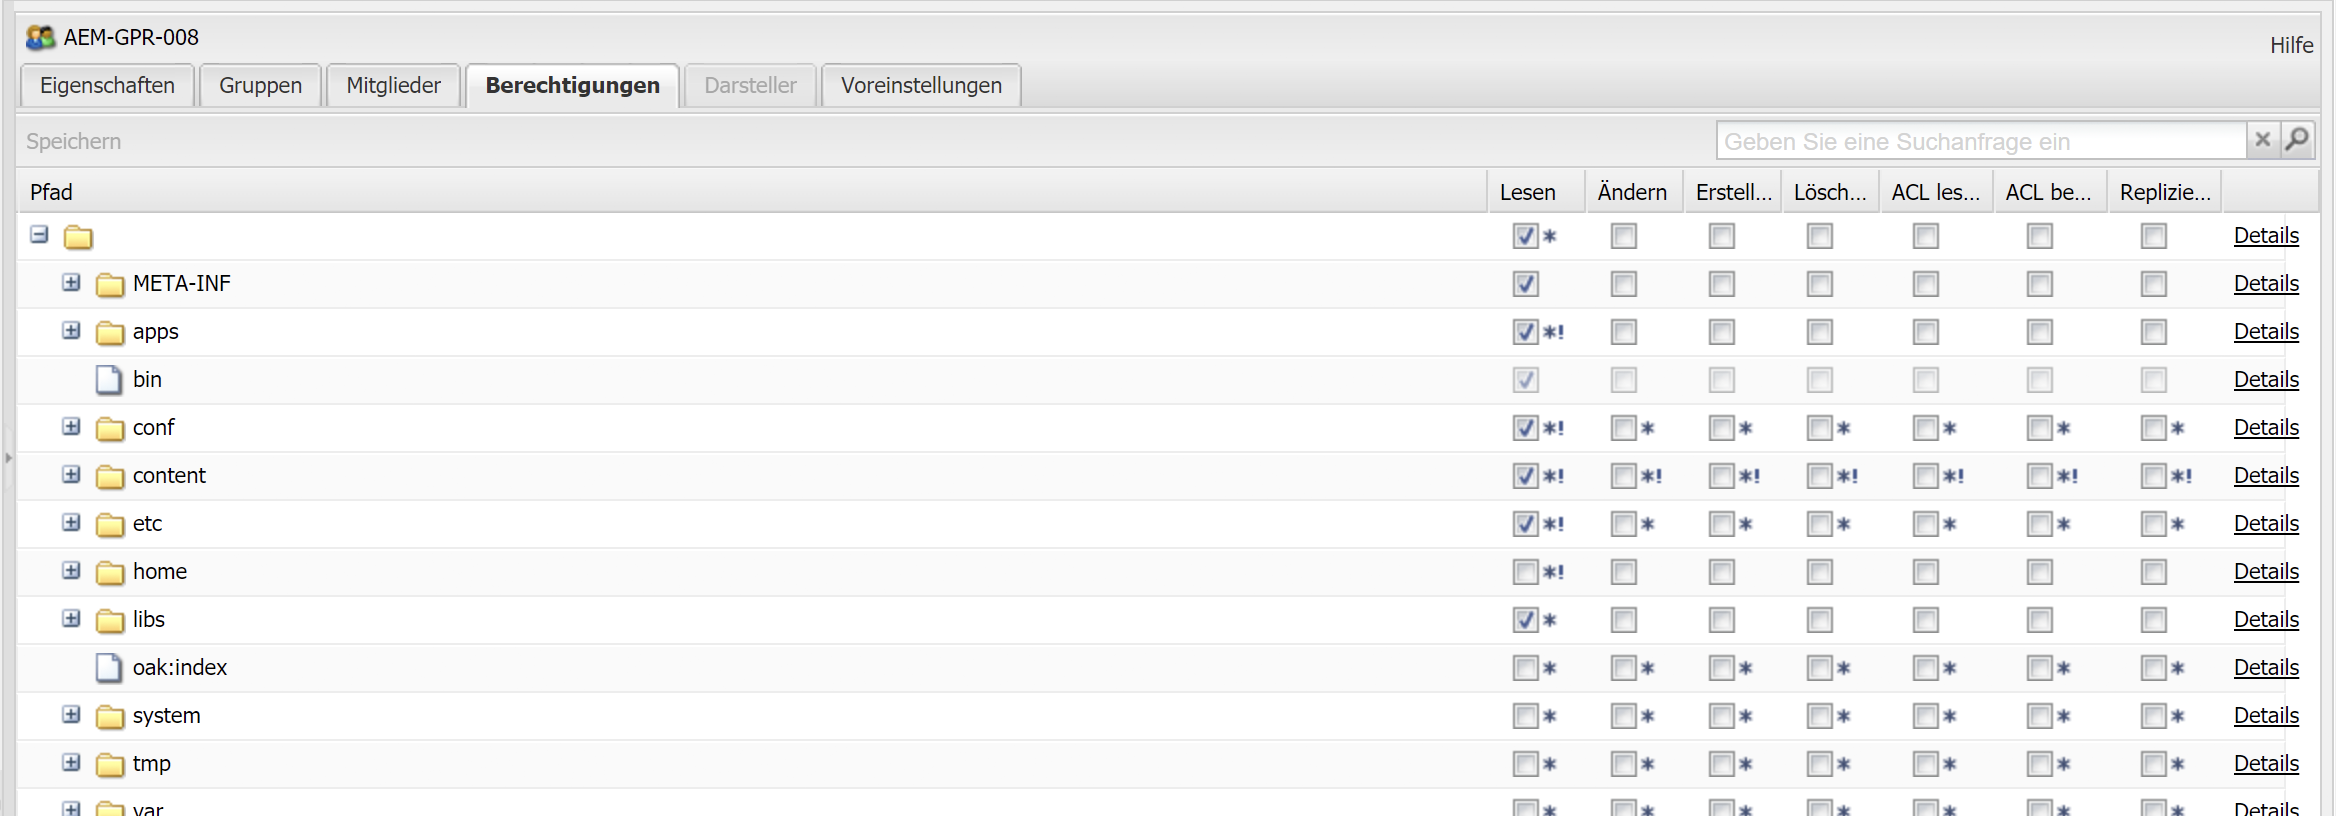 AEM-GPR-008
Hilfe
Eigenschaften Gruppen Mitglieder Berechtigungen Darsteller Voreinstellungen
Speichern Geben Sie eine Suchanfrage ein
Pfad Lesen Ändern Erstell... Lösch... ACL les... ACL be... Replizie...
* Details
META-INF Details
apps *! Details
bin Details
conf *! * * * * * * Details
content *! *! *! *! *! *! *! Details
etc *! * * * * * * Details
home *! Details
libs * Details
oak:index * * * * * * * Details
system * * * * * * * Details
tmp * * * * * * * Details
var * * * * * * * Details